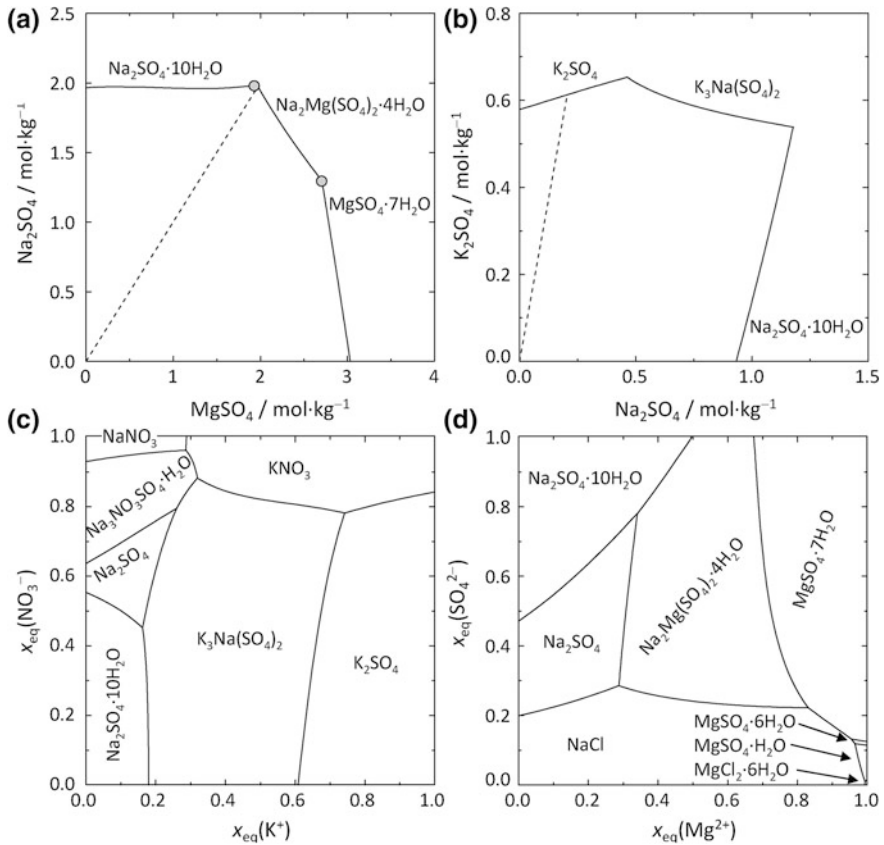 (a)
2.5
2.0
1.5
1.0
0.5
0.0
Na₂SO₄ / mol·kg⁻¹
Na₂SO₄·10H₂O
Na₂Mg(SO₄)₂·4H₂O
MgSO₄·7H₂O
0 1 2 3 4
MgSO₄ / mol·kg⁻¹
(b)
0.8
0.6
0.4
0.2
0.0
K₂SO₄ / mol·kg⁻¹
K₂SO₄
K₃Na(SO₄)₂
Na₂SO₄·10H₂O
0.0 0.5 1.0 1.5
Na₂SO₄ / mol·kg⁻¹
(c)
1.0
0.8
0.6
0.4
0.2
0.0
x_eq(NO₃⁻)
NaNO₃
KNO₃
Na₃NO₃SO₄·H₂O
Na₂SO₄
K₃Na(SO₄)₂
K₂SO₄
Na₂SO₄·10H₂O
0.0 0.2 0.4 0.6 0.8 1.0
x_eq(K⁺)
(d)
1.0
0.8
0.6
0.4
0.2
0.0
x_eq(SO₄²⁻)
Na₂SO₄·10H₂O
Na₂Mg(SO₄)₂·4H₂O
MgSO₄·7H₂O
Na₂SO₄
NaCl
MgSO₄·6H₂O
MgSO₄·H₂O
MgCl₂·6H₂O
0.0 0.2 0.4 0.6 0.8 1.0
x_eq(Mg²⁺)